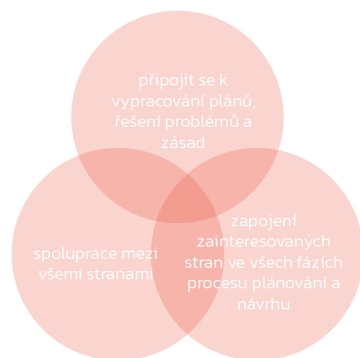 připojit se k
vypracování plánů,
řešení problémů a
zásad
spolupráce mezi
všemi stranami
zapojení
zainteresovaných
stran ve všech fázích
procesu plánování a
návrhu